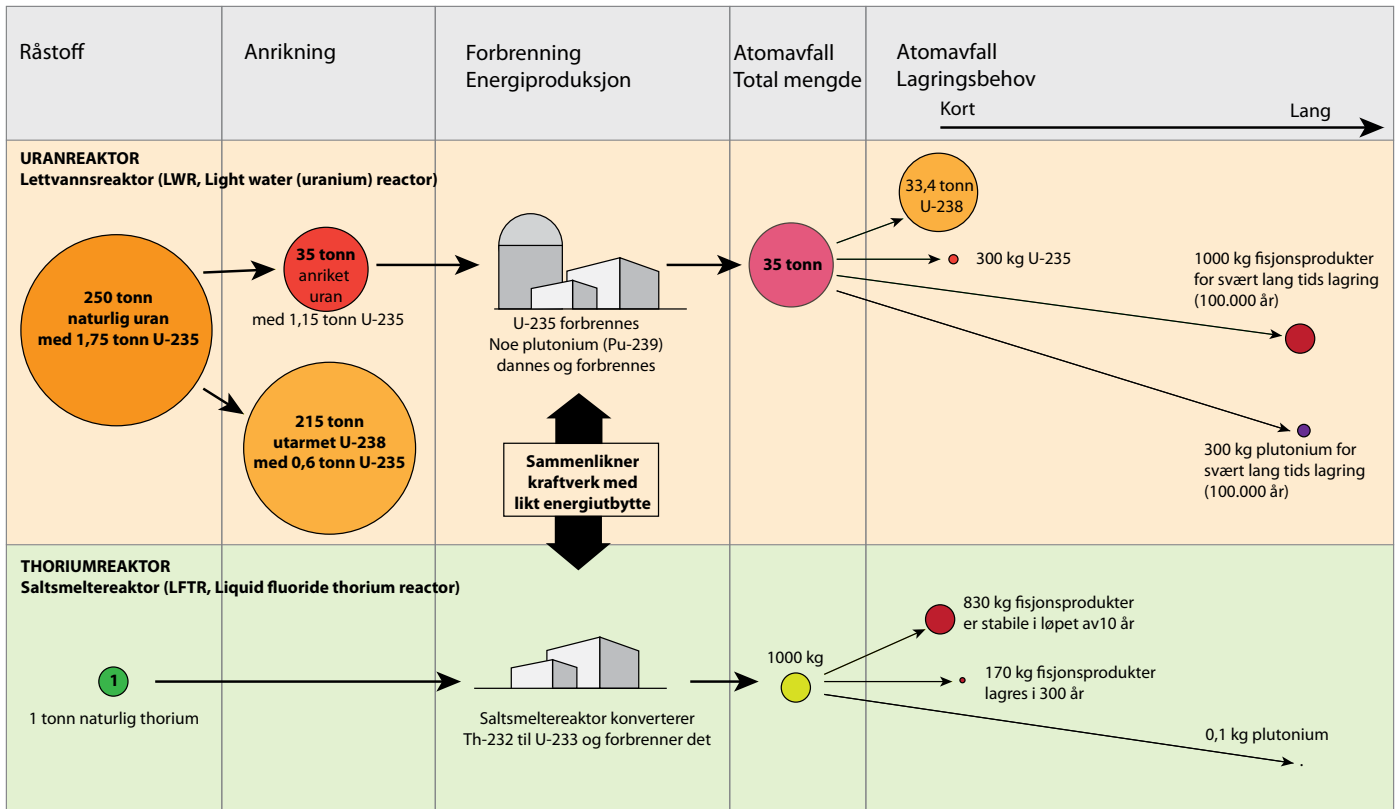 Råstoff
Anrikning
Forbrenning
Energiproduksjon
Atomavfall
Total mengde
Atomavfall
Lagringsbehov
Kort
Lang
URANREAKTOR
Lettvannsreaktor (LWR, Light water (uranium) reactor)
250 tonn
naturlig uran
med 1,75 tonn U-235
35 tonn
anriket
uran
med 1,15 tonn U-235
215 tonn
utarmet U-238
med 0,6 tonn U-235
U-235 forbrennes
Noe plutonium (Pu-239)
dannes og forbrennes
Sammenlikner
kraftverk med
likt energiutbytte
35 tonn
33,4 tonn
U-238
300 kg U-235
1000 kg fisjonsprodukter
for svært lang tids lagring
(100.000 år)
300 kg plutonium for
svært lang tids lagring
(100.000 år)
THORIUMREAKTOR
Saltsmeltereaktor (LFTR, Liquid fluoride thorium reactor)
1
1 tonn naturlig thorium
Saltsmeltereaktor konverterer
Th-232 til U-233 og forbrenner det
1000 kg
830 kg fisjonsprodukter
er stabile i løpet av10 år
170 kg fisjonsprodukter
lagres i 300 år
0,1 kg plutonium